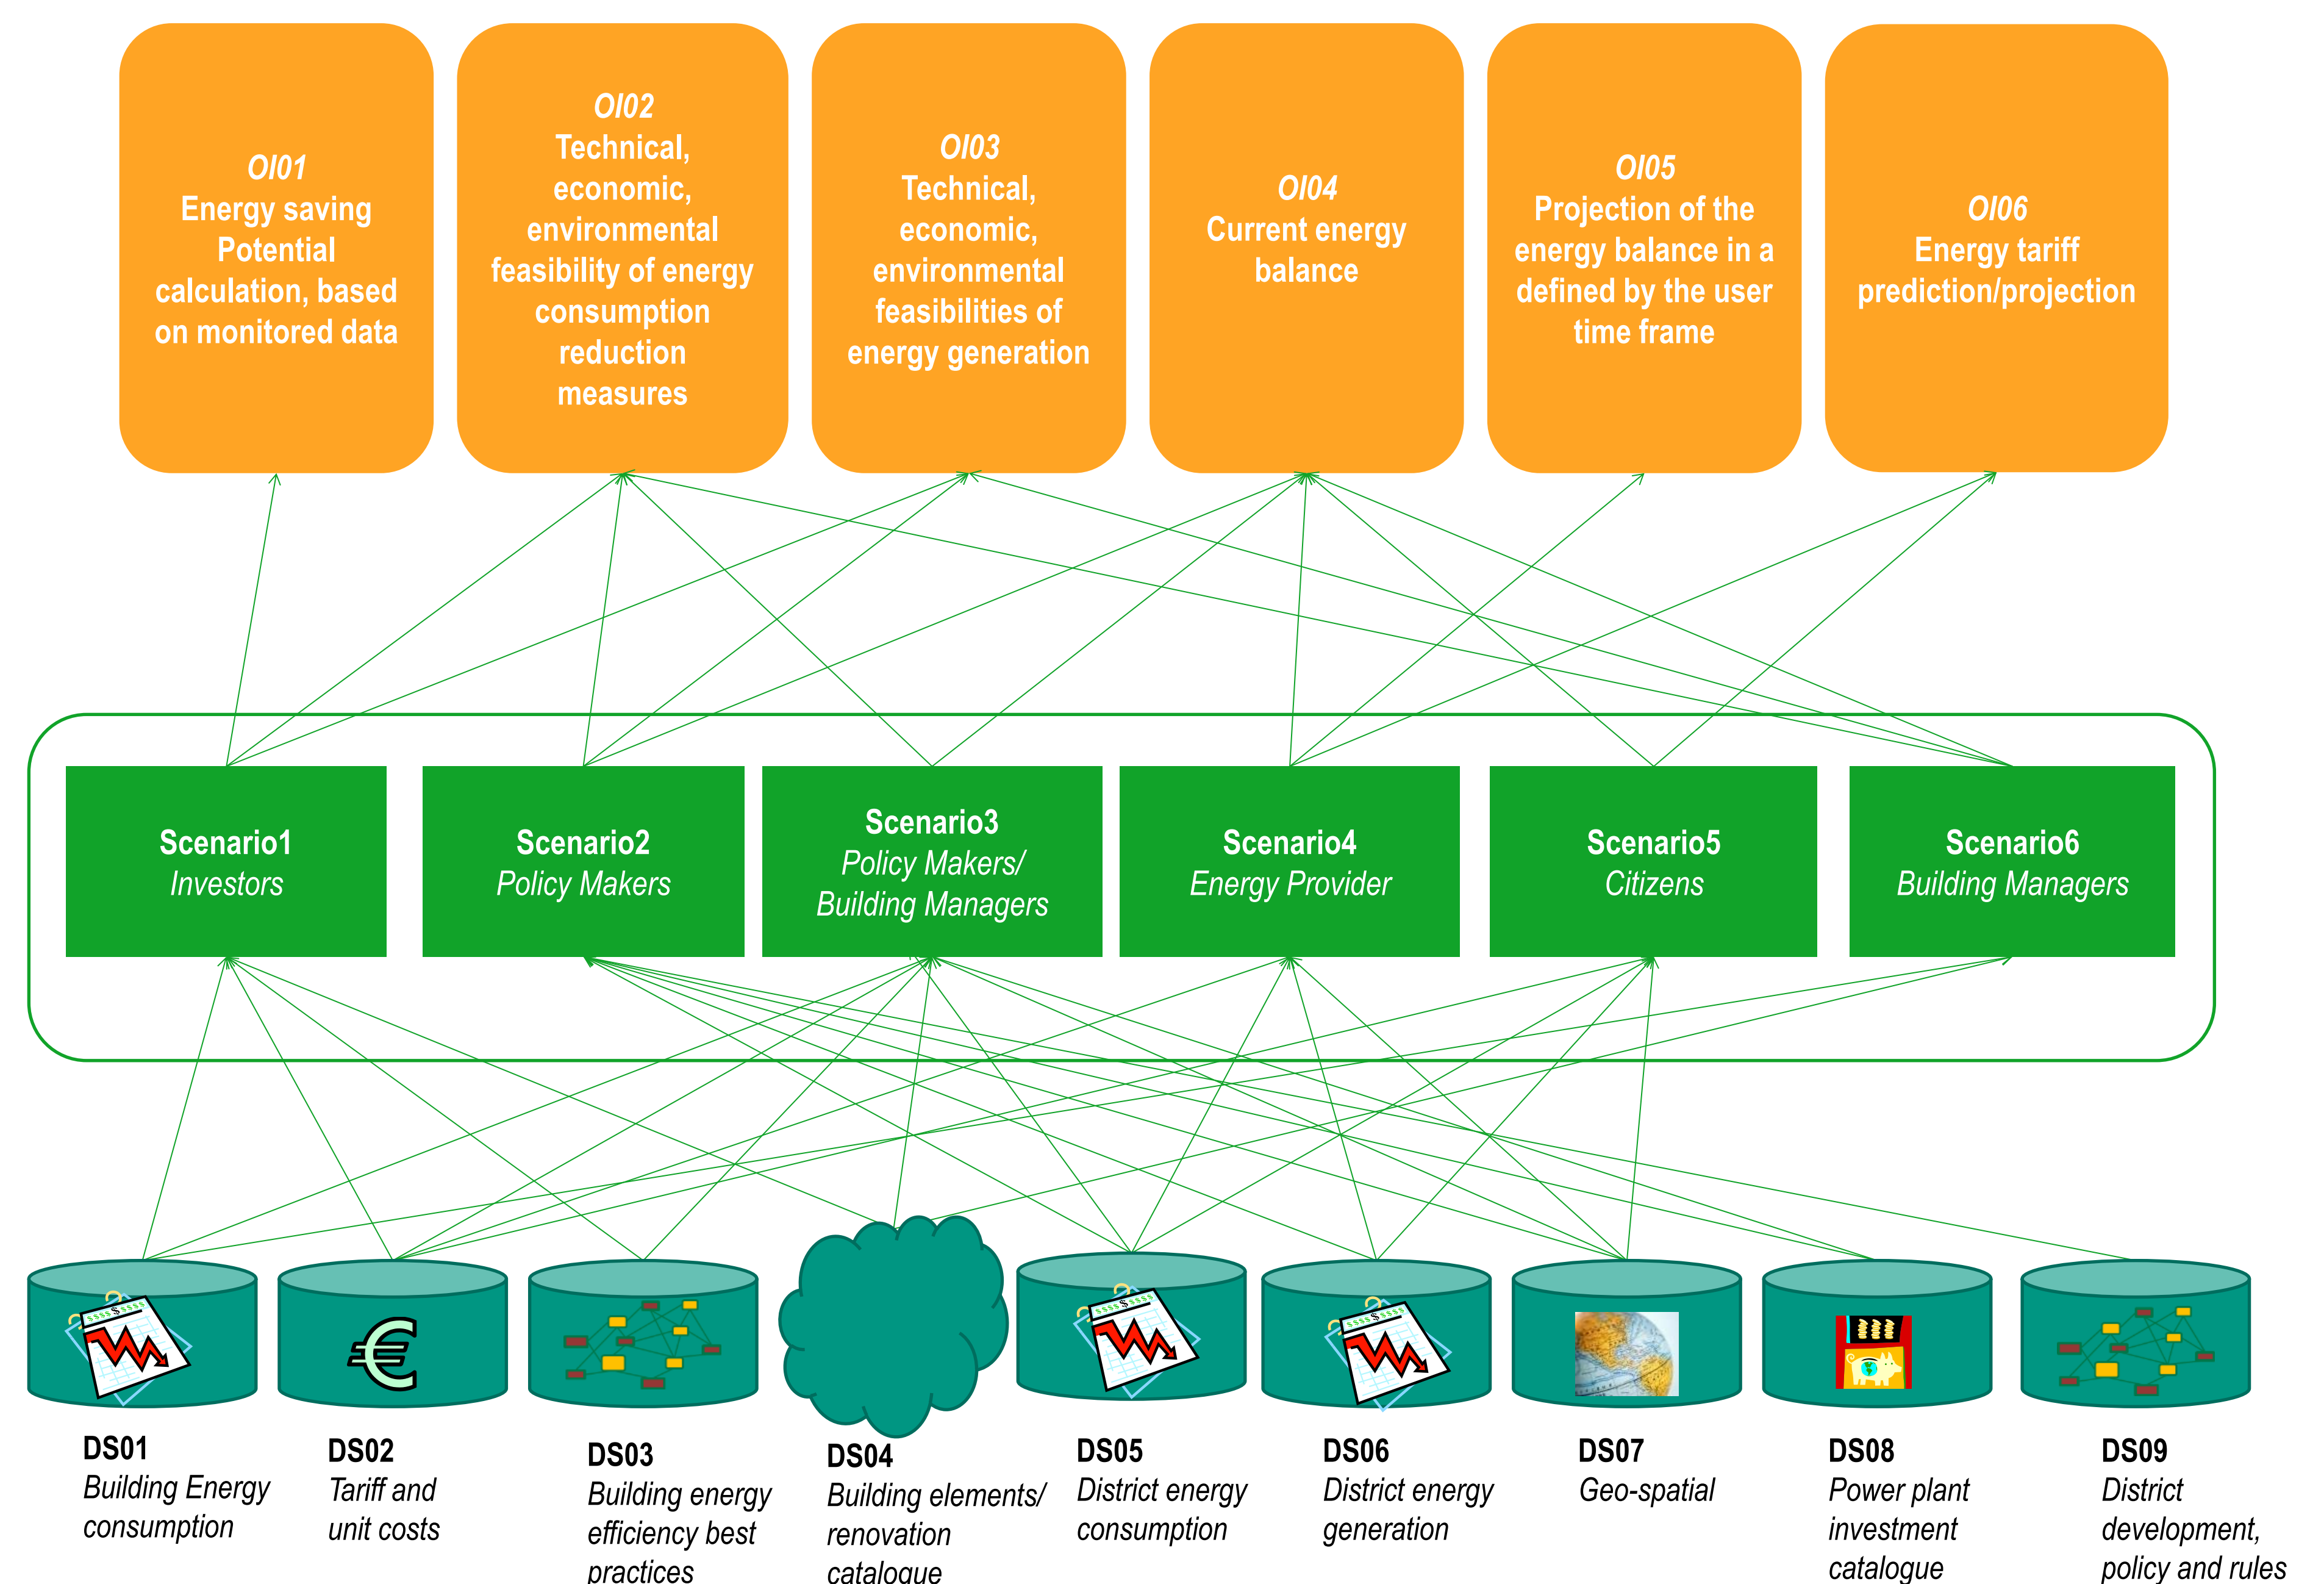 OI01
Energy saving
Potential
calculation, based
on monitored data
OI02
Technical,
economic,
environmental
feasibility of energy
consumption
reduction
measures
OI03
Technical,
economic,
environmental
feasibilities of
energy generation
OI04
Current energy
balance
OI05
Projection of the
energy balance in a
defined by the user
time frame
OI06
Energy tariff
prediction/projection
Scenario1
Investors
Scenario2
Policy Makers
Scenario3
Policy Makers/
Building Managers
Scenario4
Energy Provider
Scenario5
Citizens
Scenario6
Building Managers
DS01
Building Energy
consumption
DS02
Tariff and
unit costs
DS03
Building energy
efficiency best
practices
DS04
Building elements/
renovation
catalogue
DS05
District energy
consumption
DS06
District energy
generation
DS07
Geo-spatial
DS08
Power plant
investment
catalogue
DS09
District
development,
policy and rules